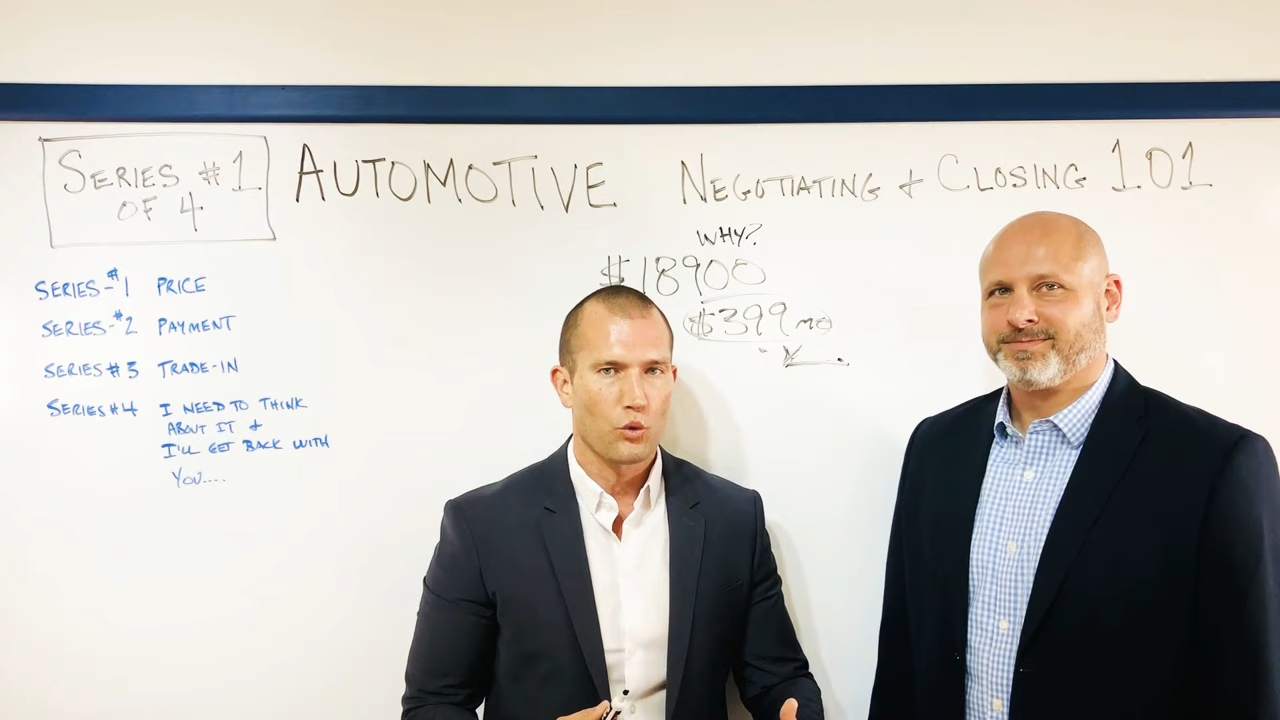 SERIES #1
OF 4
AUTOMOTIVE NEGOTIATING & CLOSING 101
WHY?
$18900
$399 mo
SERIES-#1 PRICE
SERIES-#2 PAYMENT
SERIES #3 TRADE-IN
SERIES #4 I NEED TO THINK
ABOUT IT &
I'LL GET BACK WITH
YOU....